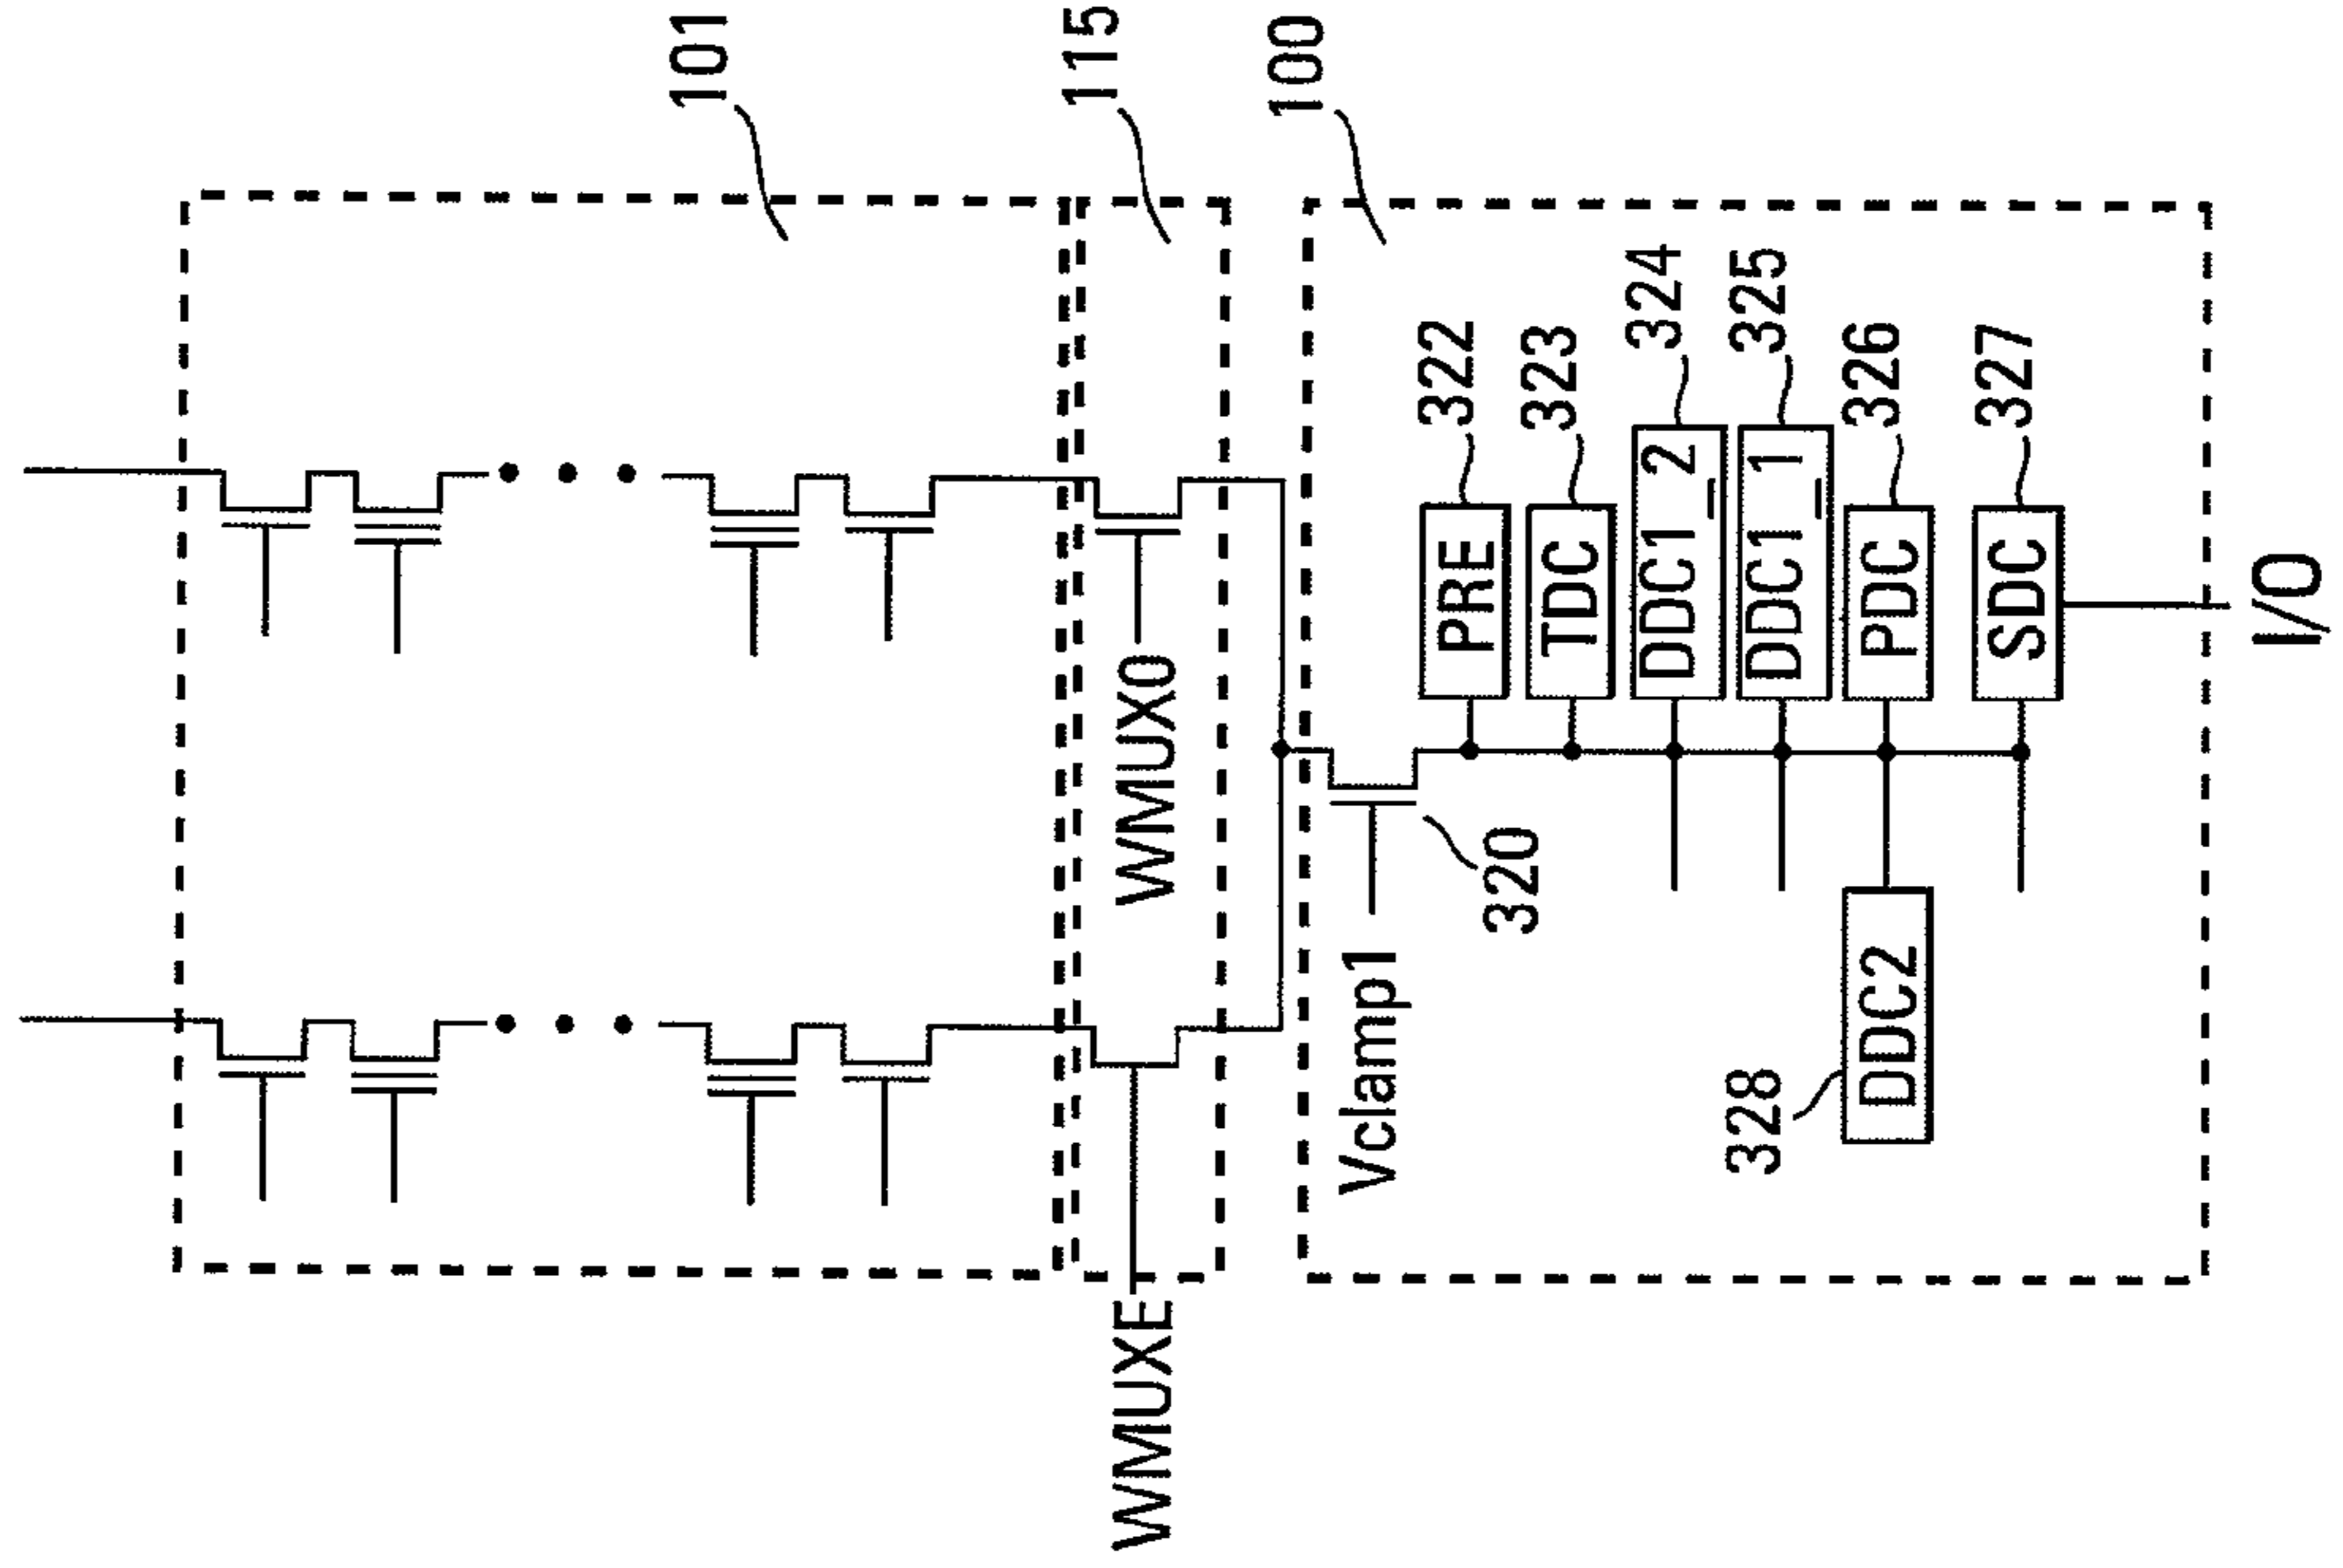 101
115
100
WMUX0
WMUXE
Vclamp1
320
PRE
322
TDC
323
DDC1_2
324
DDC1_1
325
PDC
326
SDC
327
DDC2
328
I/O